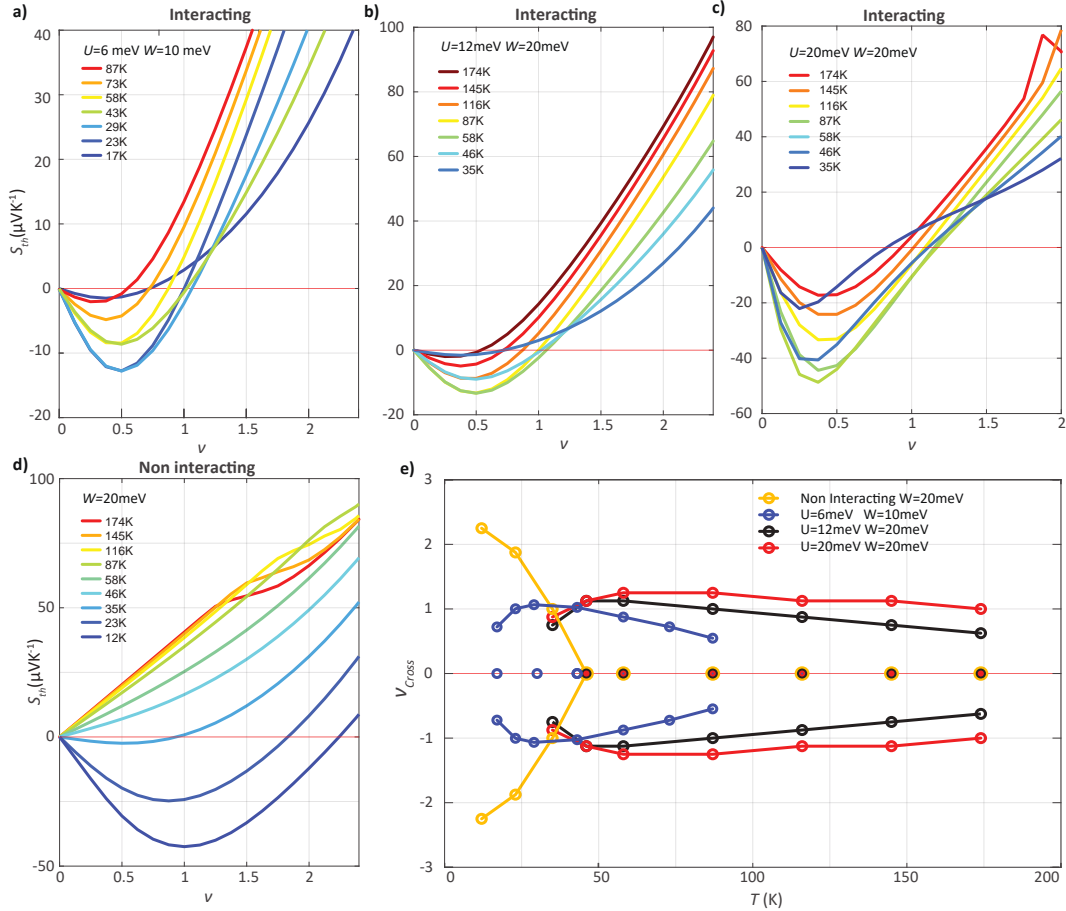 a)
Interacting
U=6 meV W=10 meV
87K
73K
58K
43K
29K
23K
17K
40
30
20
10
0
-10
-20
Sth(μVK-1)
0
0.5
1
1.5
2
ν
b)
Interacting
U=12meV W=20meV
174K
145K
116K
87K
58K
46K
35K
100
80
60
40
20
0
-20
0
0.5
1
1.5
2
ν
c)
Interacting
U=20meV W=20meV
174K
145K
116K
87K
58K
46K
35K
80
60
40
20
0
-20
-40
-60
0
0.5
1
1.5
2
ν
d)
Non interacting
W=20meV
174K
145K
116K
87K
58K
46K
35K
23K
12K
100
50
0
-50
Sth(μVK-1)
0
0.5
1
1.5
2
ν
e)
Non Interacting W=20meV
U=6meV W=10meV
U=12meV W=20meV
U=20meV W=20meV
3
2
1
0
-1
-2
-3
νCross
0
50
100
150
200
T (K)